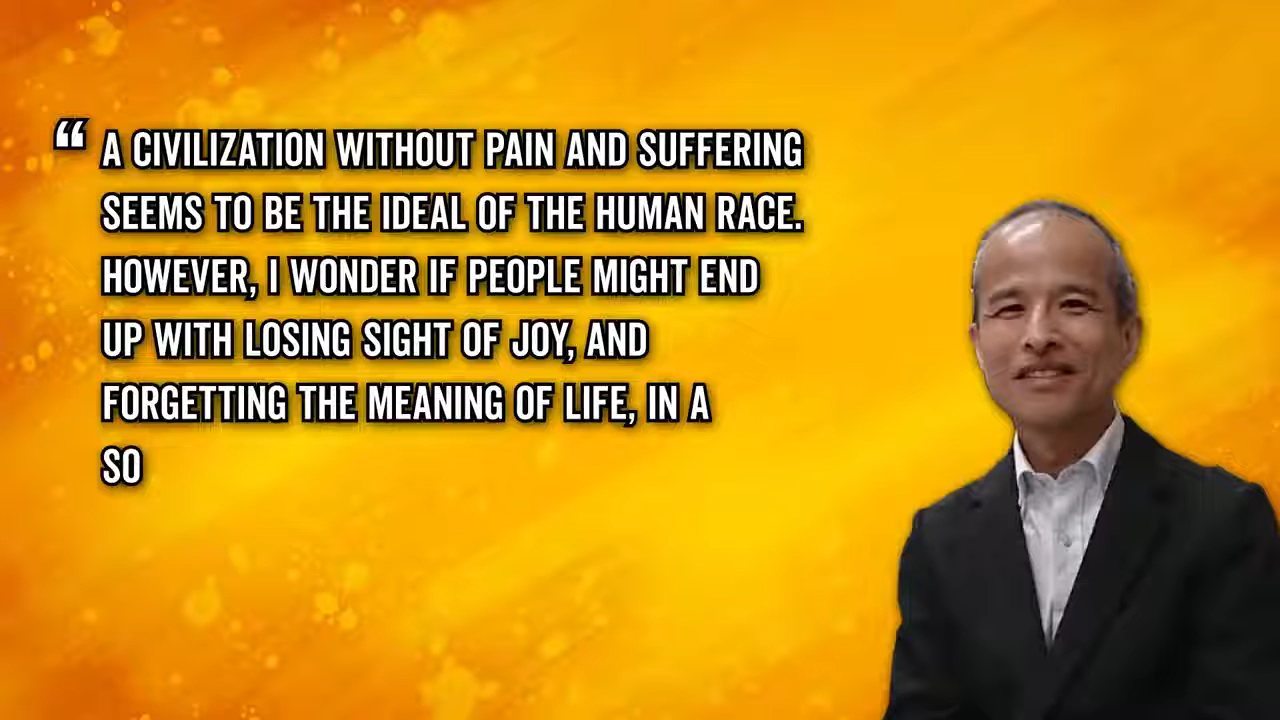 “ A CIVILIZATION WITHOUT PAIN AND SUFFERING
SEEMS TO BE THE IDEAL OF THE HUMAN RACE.
HOWEVER, I WONDER IF PEOPLE MIGHT END
UP WITH LOSING SIGHT OF JOY, AND
FORGETTING THE MEANING OF LIFE, IN A
SO